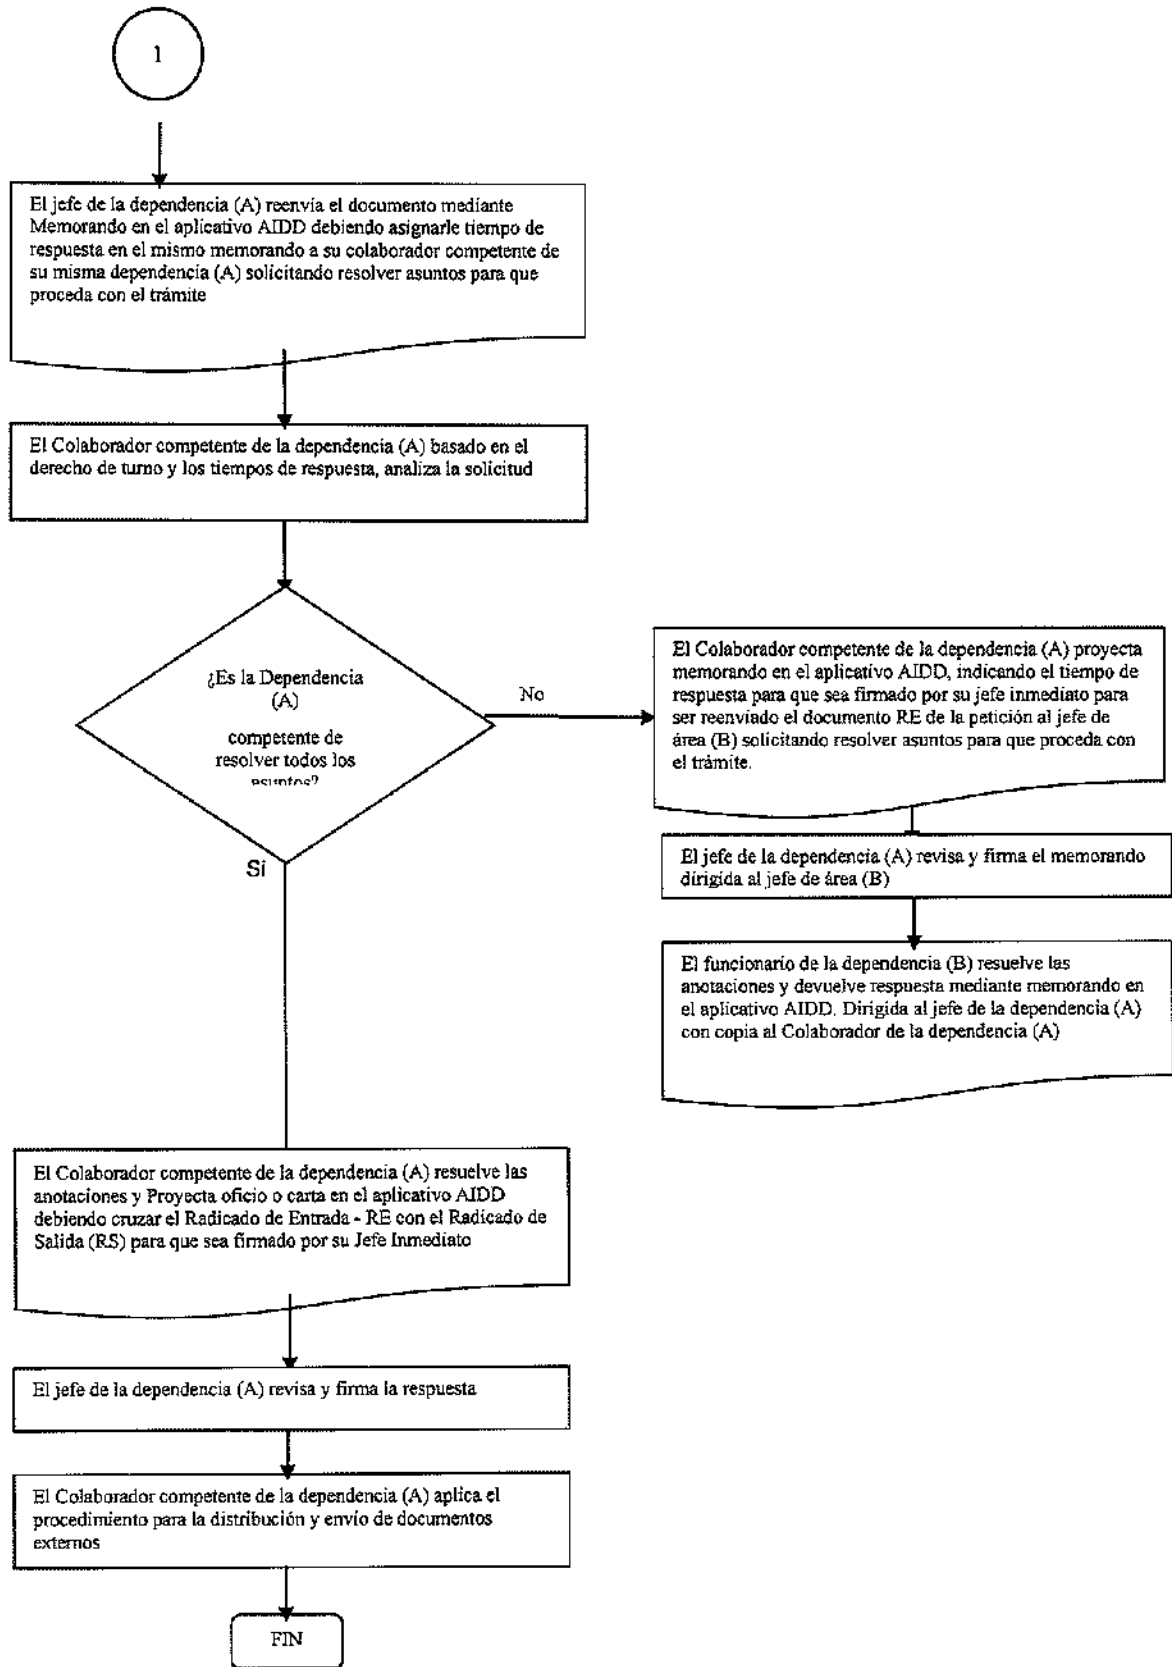 1
El jefe de la dependencia (A) reenvía el documento mediante
Memorando en el aplicativo AIDD debiendo asignarle tiempo de
respuesta en el mismo memorando a su colaborador competente de
su misma dependencia (A) solicitando resolver asuntos para que
proceda con el trámite
El Colaborador competente de la dependencia (A) basado en el
derecho de turno y los tiempos de respuesta, analiza la solicitud
¿Es la Dependencia
(A)
competente de
resolver todos los
asuntos?
No
Sí
El Colaborador competente de la dependencia (A) proyecta
memorando en el aplicativo AIDD, indicando el tiempo de
respuesta para que sea firmado por su jefe inmediato para
ser reenviado el documento RE de la petición al jefe de
área (B) solicitando resolver asuntos para que proceda con
el trámite.
El jefe de la dependencia (A) revisa y firma el memorando
dirigida al jefe de área (B)
El funcionario de la dependencia (B) resuelve las
anotaciones y devuelve respuesta mediante memorando en
el aplicativo AIDD. Dirigida al jefe de la dependencia (A)
con copia al Colaborador de la dependencia (A)
El Colaborador competente de la dependencia (A) resuelve las
anotaciones y Proyecta oficio o carta en el aplicativo AIDD
debiendo cruzar el Radicado de Entrada - RE con el Radicado de
Salida (RS) para que sea firmado por su Jefe Inmediato
El jefe de la dependencia (A) revisa y firma la respuesta
El Colaborador competente de la dependencia (A) aplica el
procedimiento para la distribución y envío de documentos
externos
FIN